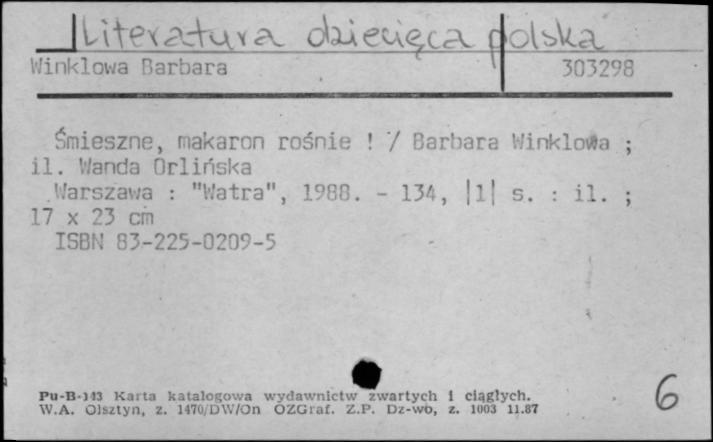 Literatura dziecięca polska
Winklowa Barbara 303298
Śmieszne, makaron rośnie ! / Barbara Winklowa ;
il. Wanda Orlińska
Warszawa : "Watra", 1988. - 134, |1| s. : il. ;
17 x 23 cm
ISBN 83-225-0209-5
Pu-B-143 Karta katalogowa wydawnictw zwartych i ciągłych.
W.A. Olsztyn, z. 1470/DW/On OZGraf. Z.P. Dz-wo, z. 1003 11.87
6